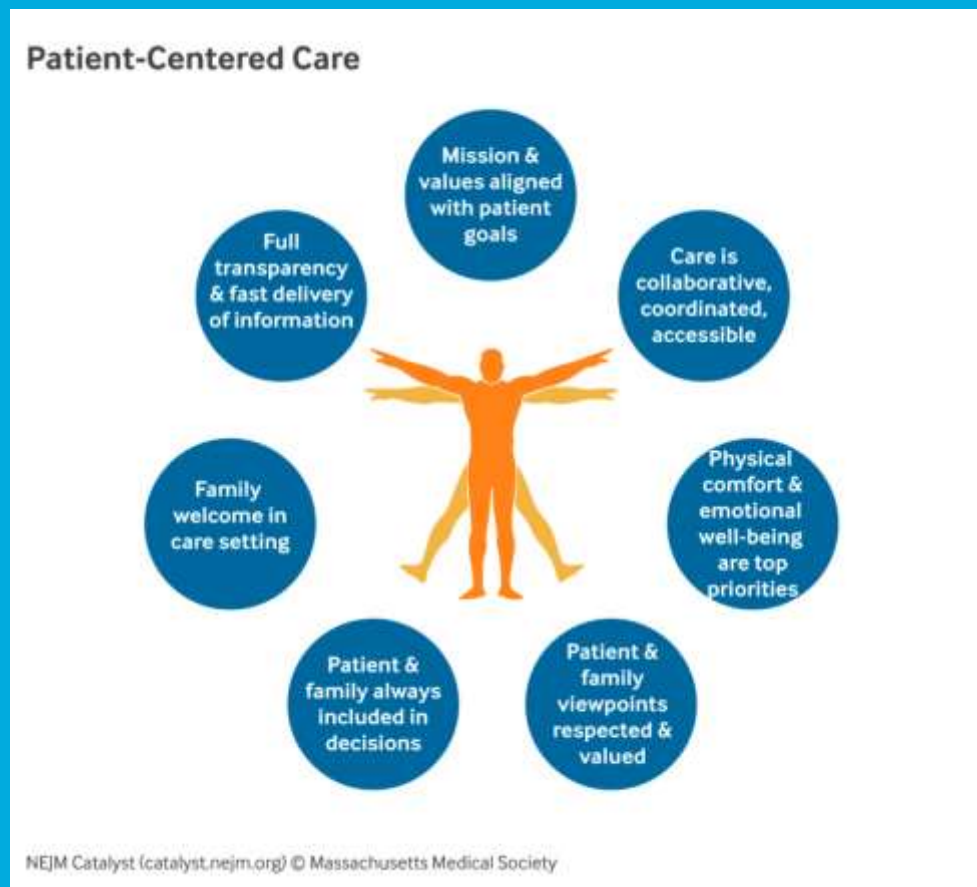 Patient-Centered Care
Mission &
values aligned
with patient
goals
Full
transparency
& fast delivery
of information
Care is
collaborative,
coordinated,
accessible
Family
welcome in
care setting
Physical
comfort &
emotional
well-being
are top
priorities
Patient &
family always
included in
decisions
Patient &
family
viewpoints
respected &
valued
NEJM Catalyst (catalyst.nejm.org) © Massachusetts Medical Society